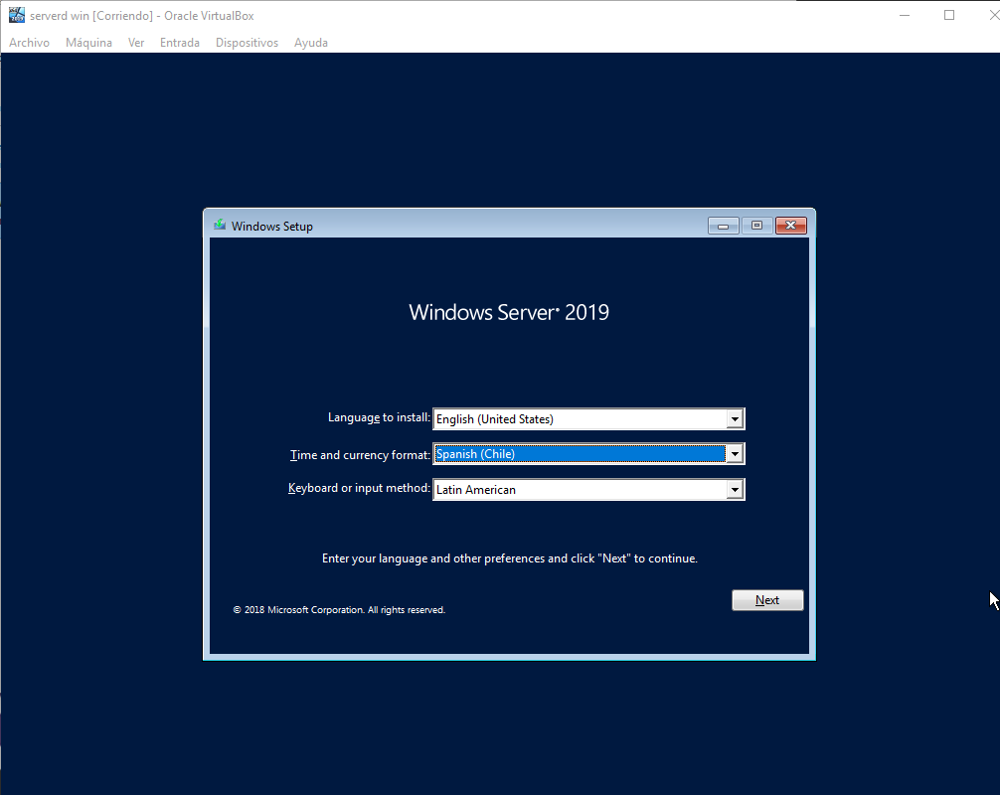 serverd win [Corriendo] - Oracle VirtualBox
Archivo Máquina Ver Entrada Dispositivos Ayuda
Windows Setup
Windows Server® 2019
Language to install: English (United States)
Time and currency format: Spanish (Chile)
Keyboard or input method: Latin American
Enter your language and other preferences and click "Next" to continue.
Next
© 2018 Microsoft Corporation. All rights reserved.